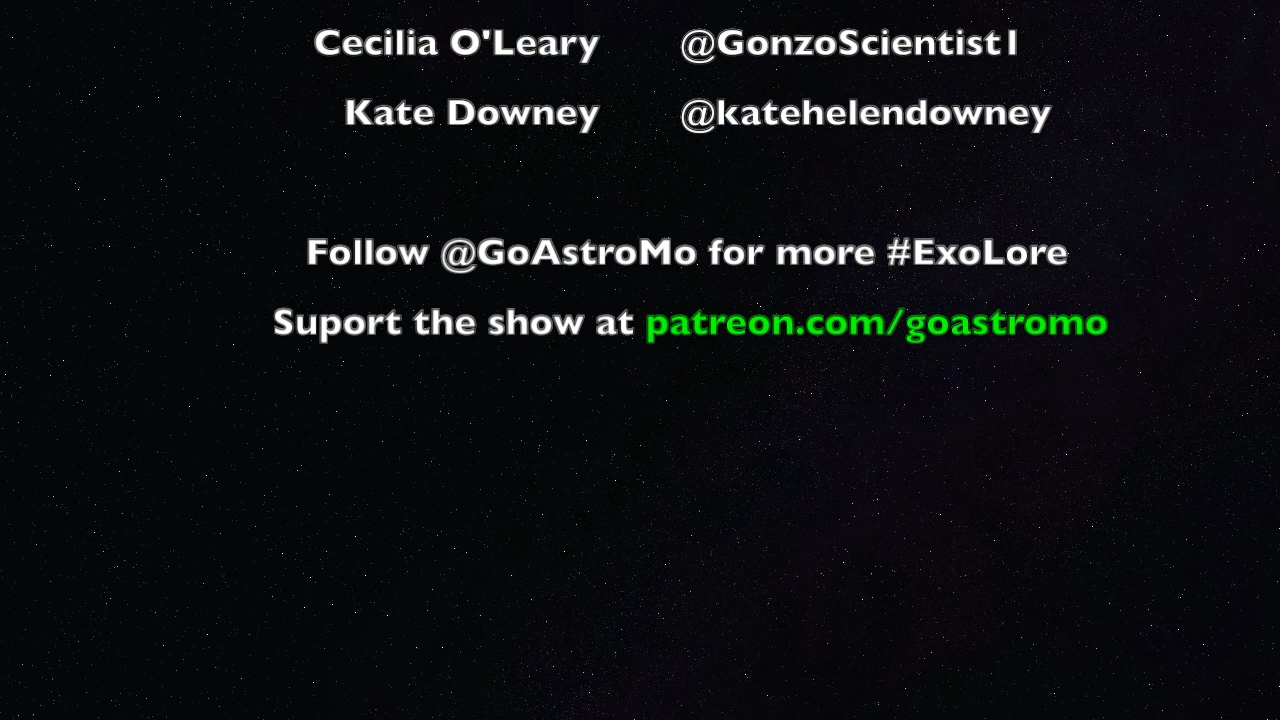 Cecilia O'Leary @GonzoScientist1
Kate Downey @katehelendowney
Follow @GoAstroMo for more #ExoLore
Suport the show at patreon.com/goastromo